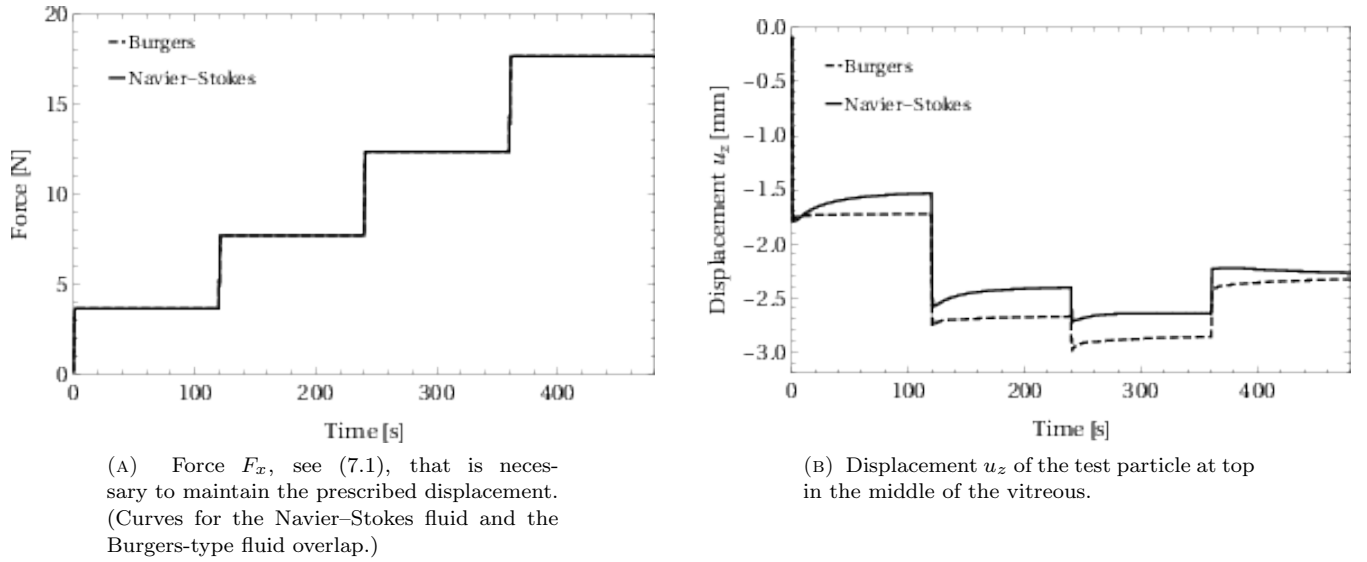 20
15
10
5
0
Force [N]
Burgers
Navier–Stokes
0
100
200
300
400
Time [s]
(A) Force F_x, see (7.1), that is neces-
sary to maintain the prescribed displacement.
(Curves for the Navier–Stokes fluid and the
Burgers-type fluid overlap.)
0.0
−0.5
−1.0
−1.5
−2.0
−2.5
−3.0
Displacement u_z [mm]
Burgers
Navier–Stokes
0
100
200
300
400
Time [s]
(B) Displacement u_z of the test particle at top
in the middle of the vitreous.